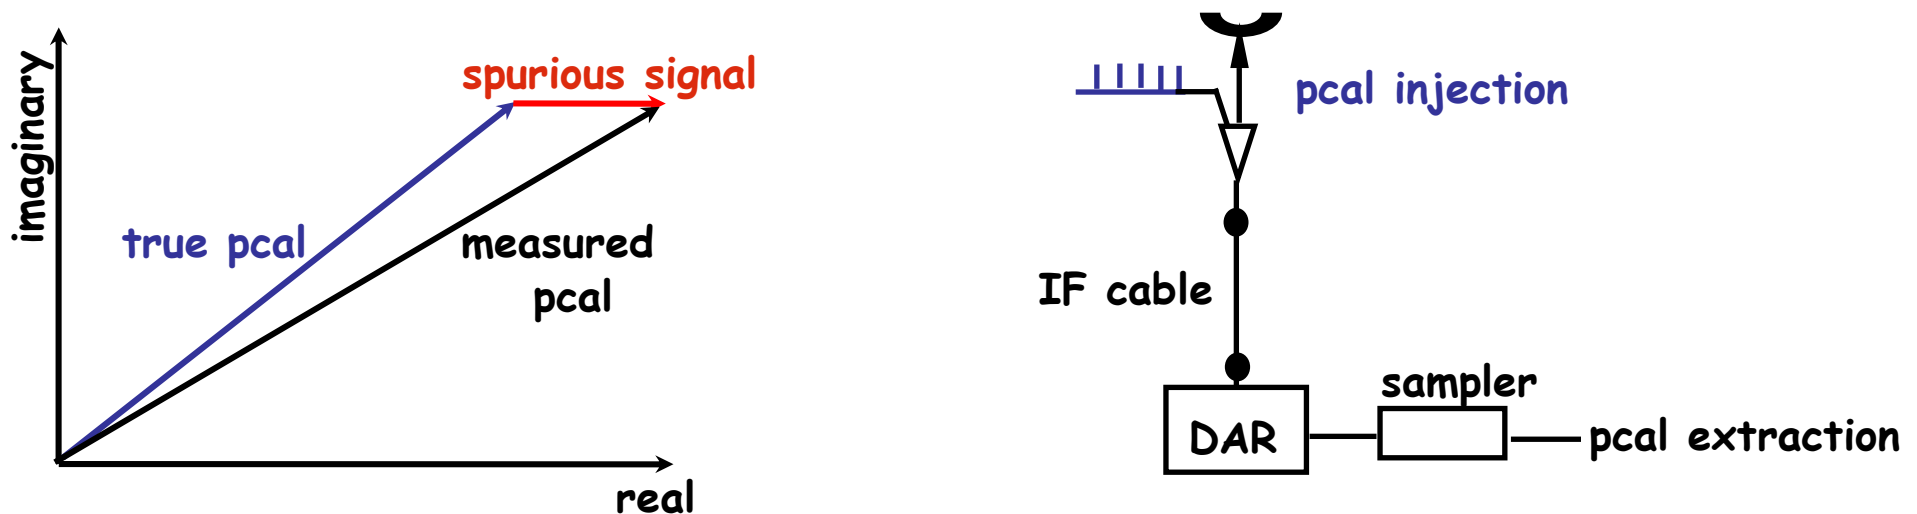 imaginary
spurious signal
true pcal
measured
pcal
real
pcal injection
IF cable
DAR
sampler
pcal extraction